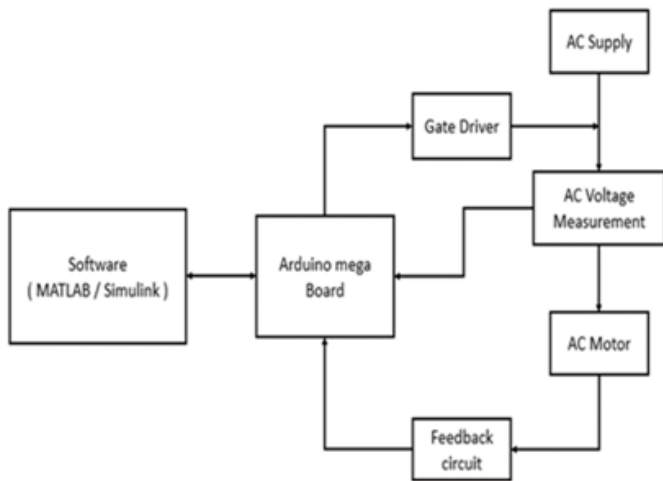 AC Supply
Gate Driver
AC Voltage
Measurement
Software
( MATLAB / Simulink )
Arduino mega
Board
AC Motor
Feedback
circuit